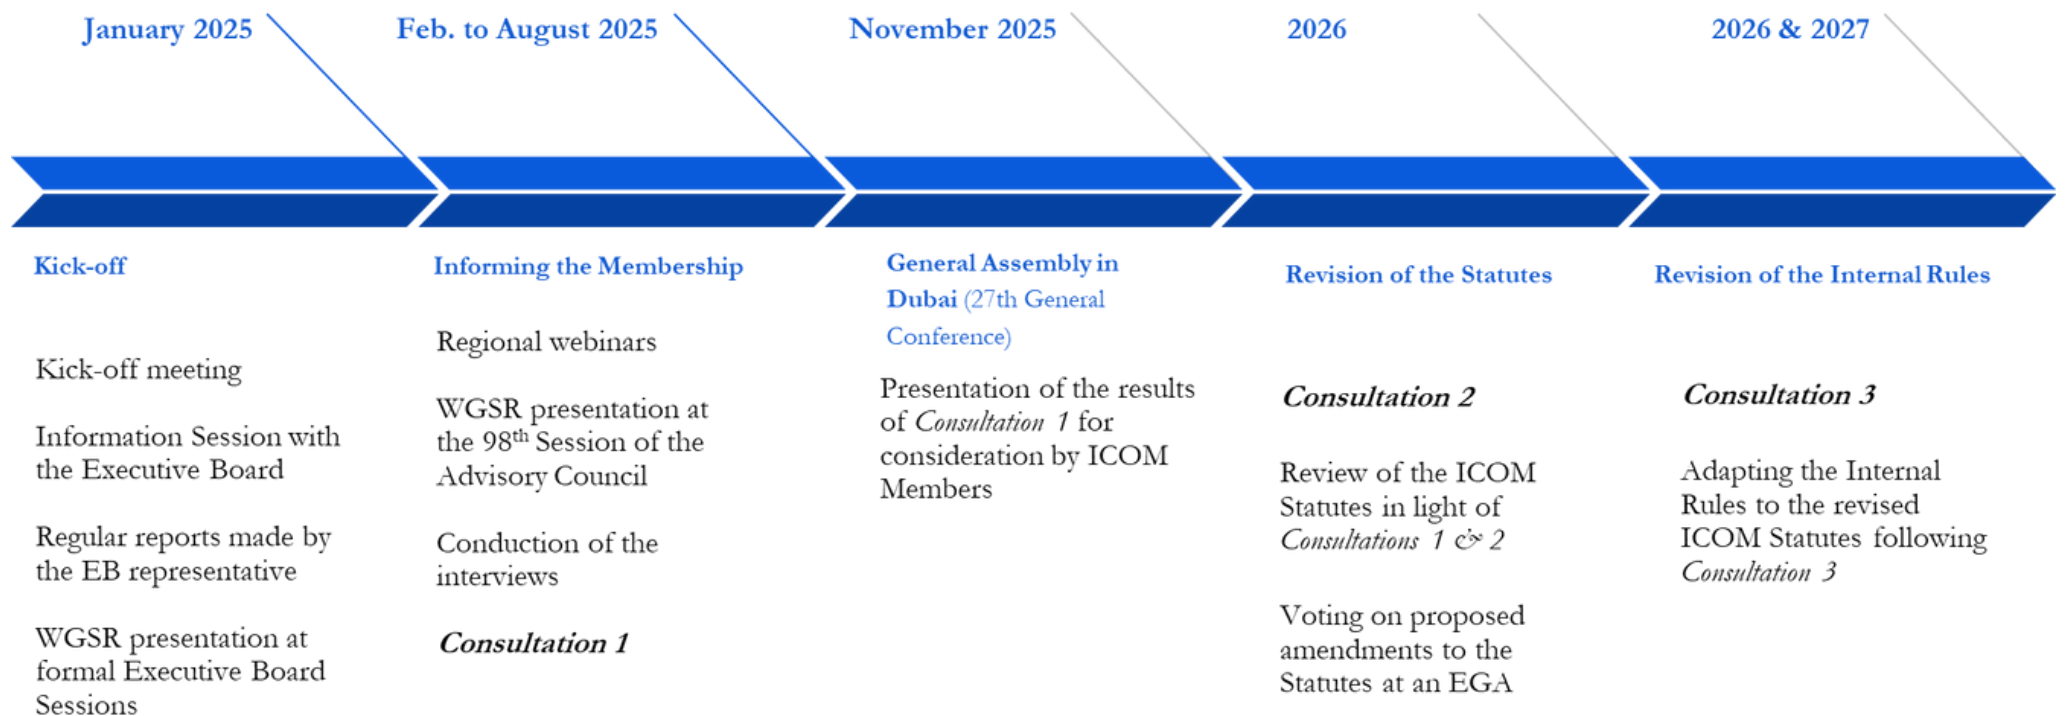 January 2025
Feb. to August 2025
November 2025
2026
2026 & 2027
Kick-off
Kick-off meeting
Information Session with
the Executive Board
Regular reports made by
the EB representative
WGSR presentation at
formal Executive Board
Sessions
Informing the Membership
Regional webinars
WGSR presentation at
the 98th Session of the
Advisory Council
Conduction of the
interviews
Consultation 1
General Assembly in
Dubai (27th General
Conference)
Presentation of the results
of Consultation 1 for
consideration by ICOM
Members
Revision of the Statutes
Consultation 2
Review of the ICOM
Statutes in light of
Consultations 1 & 2
Voting on proposed
amendments to the
Statutes at an EGA
Revision of the Internal Rules
Consultation 3
Adapting the Internal
Rules to the revised
ICOM Statutes following
Consultation 3